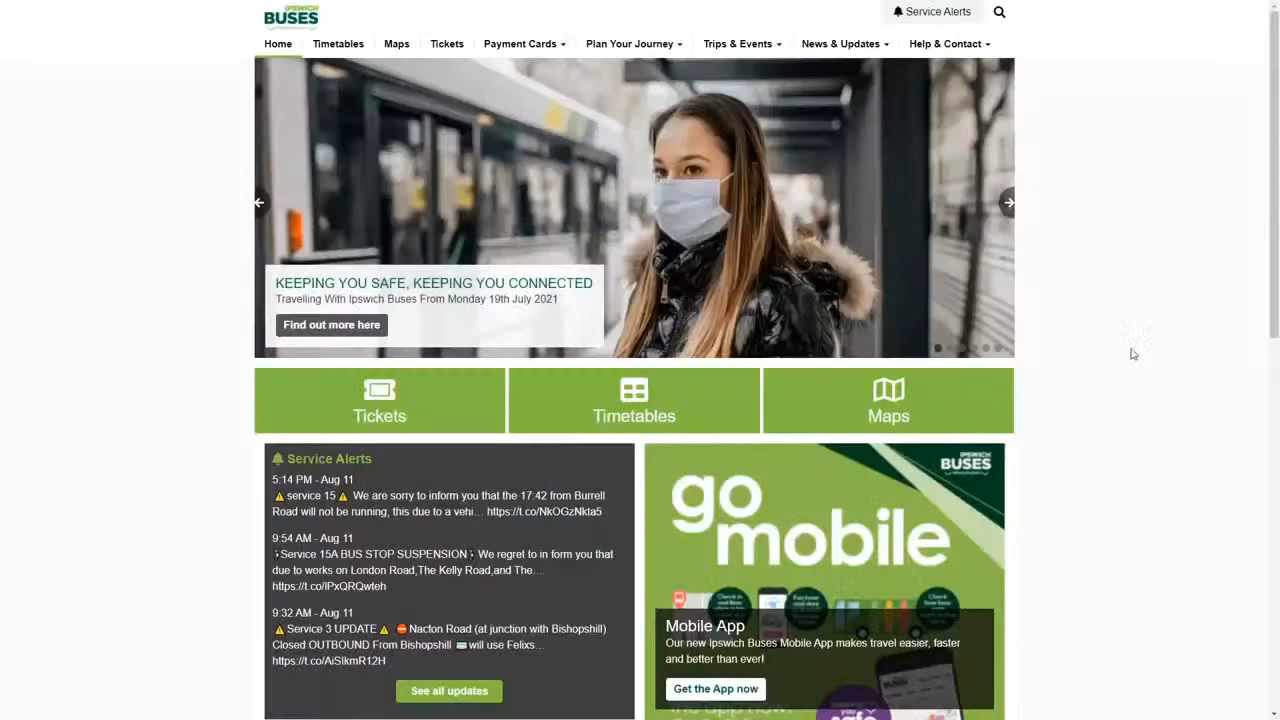 IPSWICH
BUSES
Service Alerts
Home Timetables Maps Tickets Payment Cards Plan Your Journey Trips & Events News & Updates Help & Contact
KEEPING YOU SAFE, KEEPING YOU CONNECTED
Travelling With Ipswich Buses From Monday 19th July 2021
Find out more here
Tickets
Timetables
Maps
Service Alerts
5:14 PM - Aug 11
⚠️service 15⚠️ We are sorry to inform you that the 17:42 from Burrell
Road will not be running, this due to a vehi… https://t.co/NkOGzNkta5
9:54 AM - Aug 11
Service 15A BUS STOP SUSPENSION We regret to in form you that
due to works on London Road,The Kelly Road,and The…
https://t.co/lPxQRQwteh
9:32 AM - Aug 11
⚠️Service 3 UPDATE⚠️ ⛔Nacton Road (at junction with Bishopshill)
Closed OUTBOUND From Bishopshill 🚍will use Felixs…
https://t.co/AiSlkmR12H
See all updates
IPSWICH
BUSES
go
mobile
Mobile App
Our new Ipswich Buses Mobile App makes travel easier, faster
and better than ever!
Get the App now